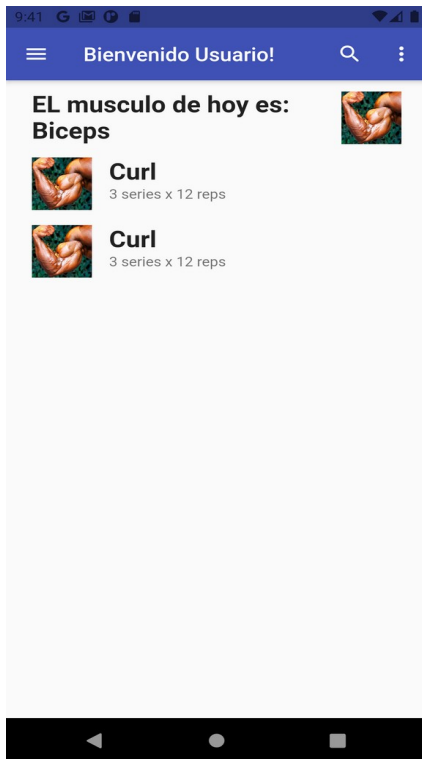 9:41
Bienvenido Usuario!
EL musculo de hoy es:
Biceps
Curl
3 series x 12 reps
Curl
3 series x 12 reps